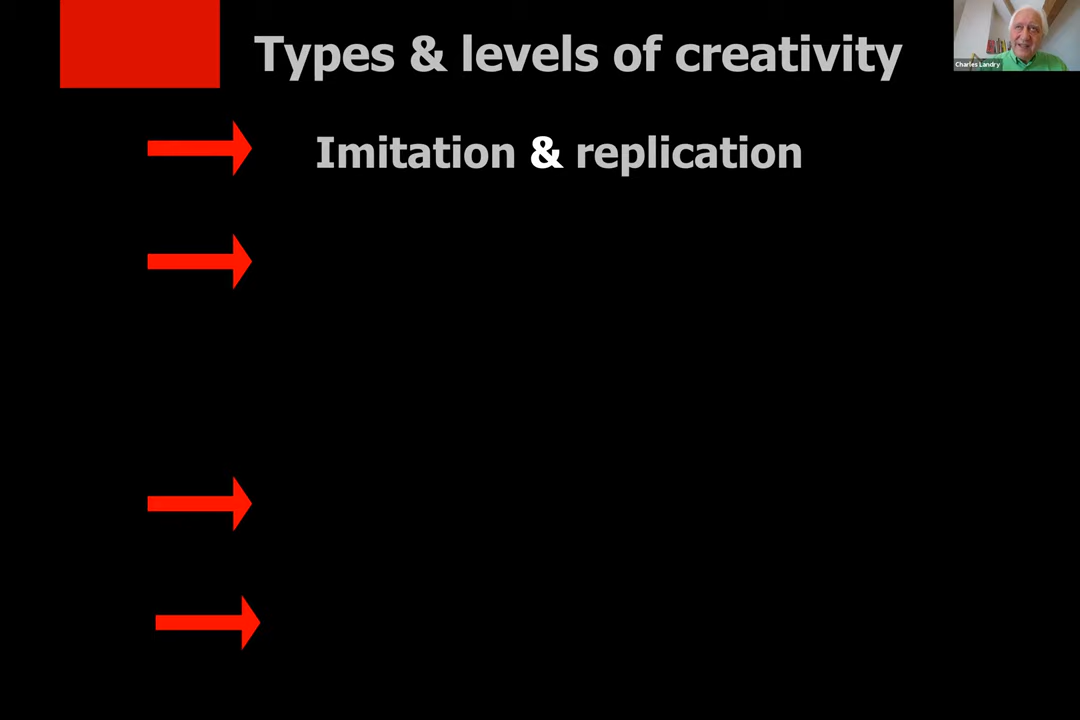 Types & levels of creativity
Charles Landry
Imitation & replication